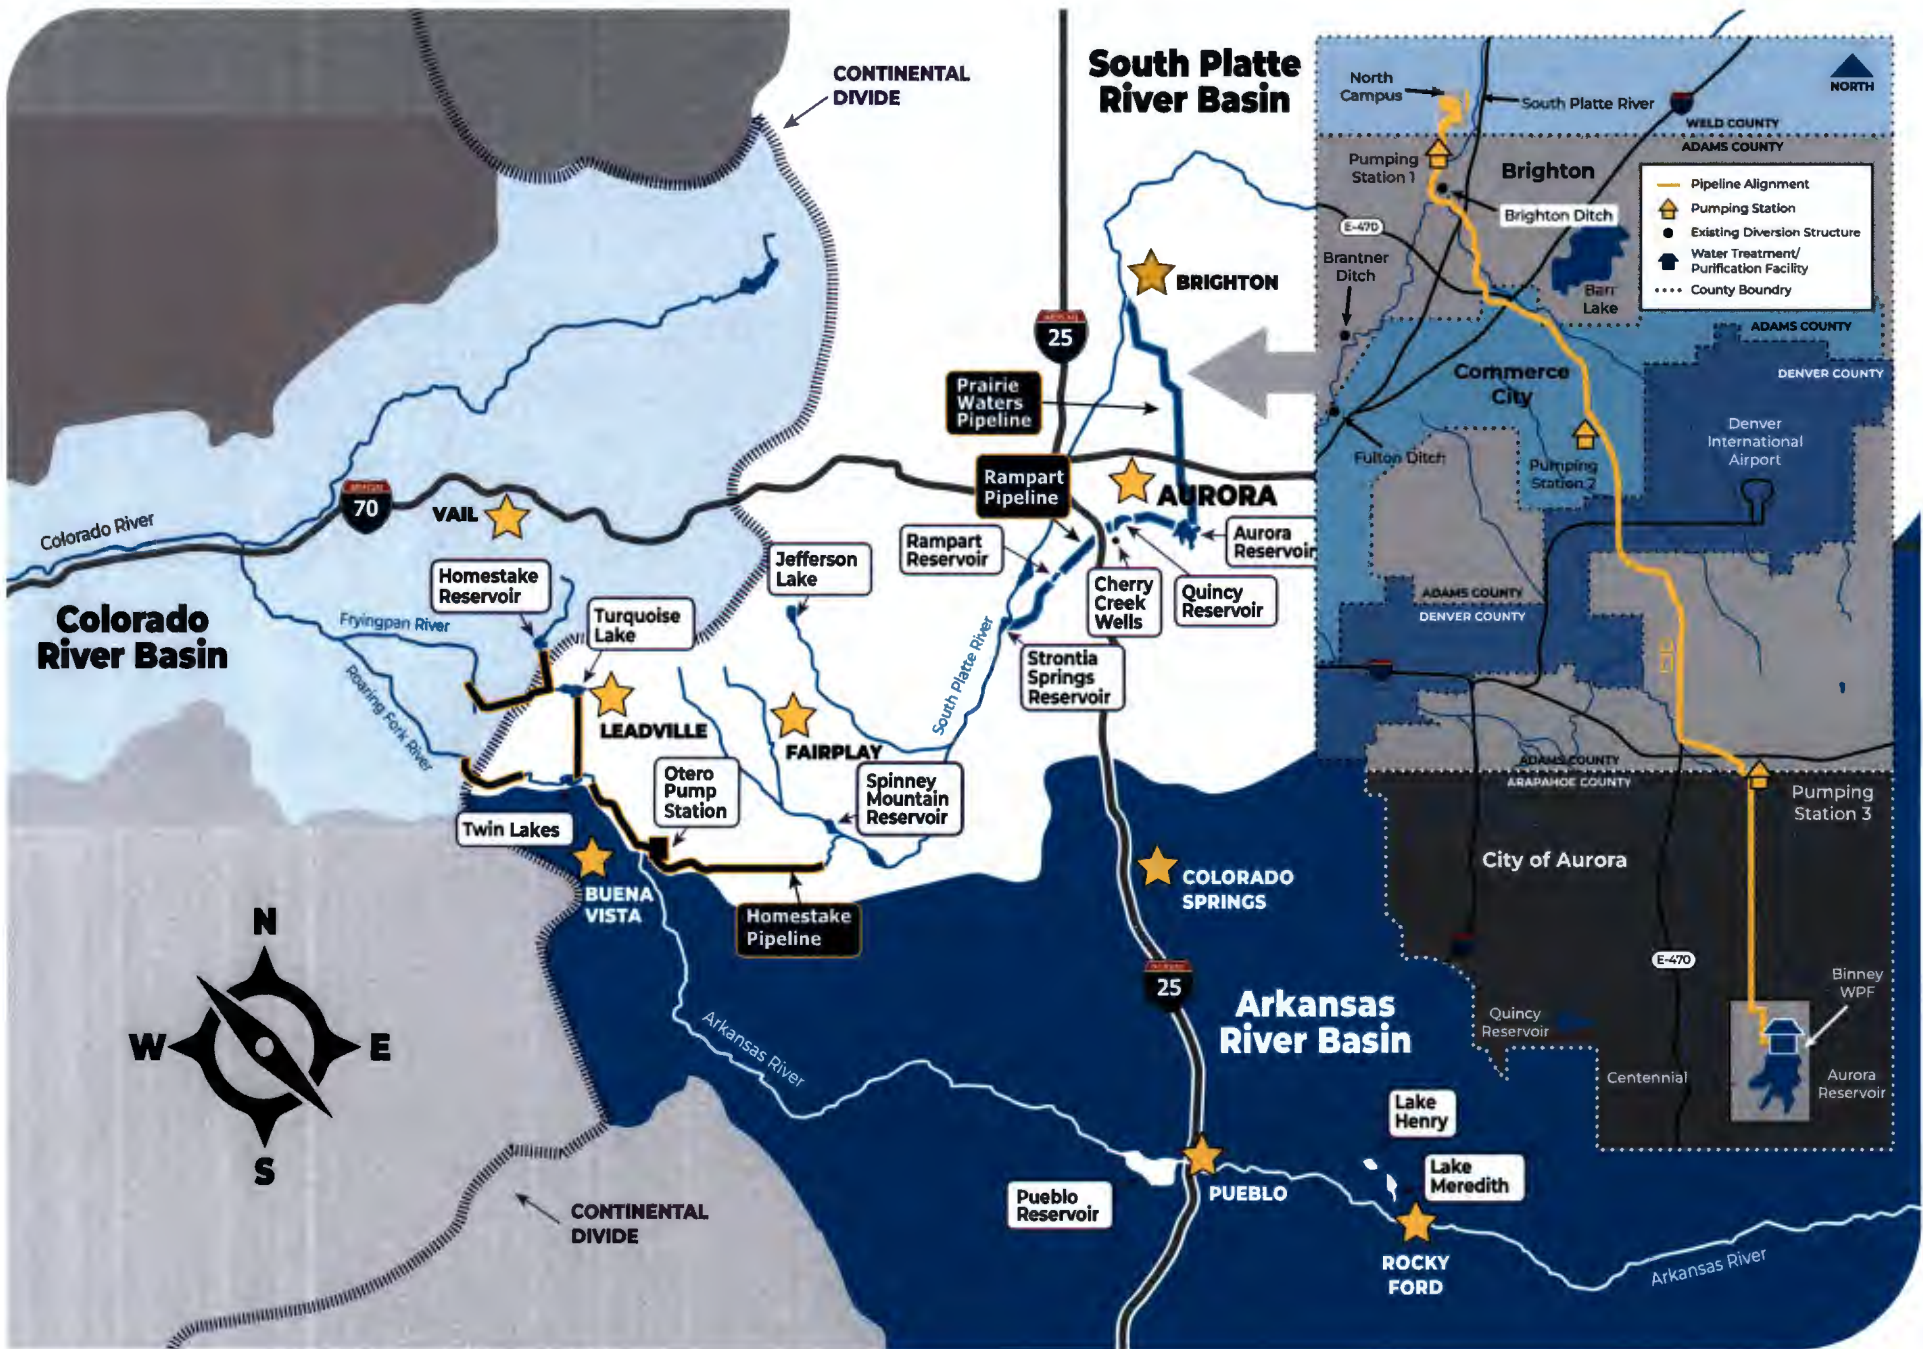 CONTINENTAL
DIVIDE
South Platte
River Basin
BRIGHTON
25
Prairie
Waters
Pipeline
Rampart
Pipeline
AURORA
70
VAIL
Colorado River
Rampart
Reservoir
Aurora
Reservoir
Jefferson
Lake
Homestake
Reservoir
Cherry
Creek
Wells
Quincy
Reservoir
Turquoise
Lake
Colorado
River Basin
Fryingpan River
Roaring Fork River
South Platte River
Strontia
Springs
Reservoir
LEADVILLE
FAIRPLAY
Otero
Pump
Station
Spinney
Mountain
Reservoir
Twin Lakes
BUENA
VISTA
COLORADO
SPRINGS
Homestake
Pipeline
N
W
E
S
25
Arkansas
River Basin
Arkansas River
Lake
Henry
Lake
Meredith
Pueblo
Reservoir
PUEBLO
CONTINENTAL
DIVIDE
ROCKY
FORD
Arkansas River
North
Campus
South Platte River
NORTH
WELD COUNTY
ADAMS COUNTY
Pumping
Station 1
Brighton
Pipeline Alignment
Pumping Station
Existing Diversion Structure
Water Treatment/
Purification Facility
County Boundry
Brighton Ditch
E-470
Brantner
Ditch
Barr
Lake
ADAMS COUNTY
DENVER COUNTY
Commerce
City
Denver
International
Airport
Fulton Ditch
Pumping
Station 2
ADAMS COUNTY
DENVER COUNTY
ADAMS COUNTY
ARAPAHOE COUNTY
Pumping
Station 3
City of Aurora
E-470
Binney
WPF
Quincy
Reservoir
Centennial
Aurora
Reservoir